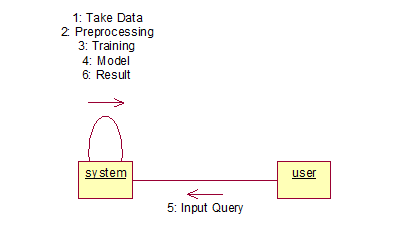 1: Take Data
2: Preprocessing
3: Training
4: Model
6: Result
system
user
5: Input Query